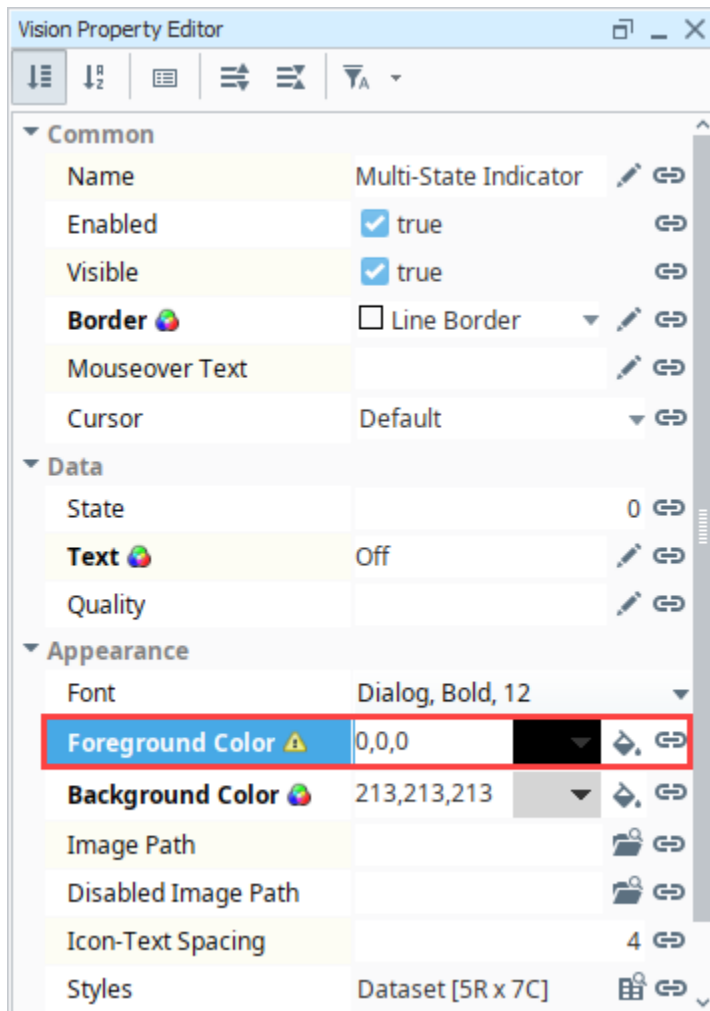 Vision Property Editor
Common
Name Multi-State Indicator
Enabled true
Visible true
Border Line Border
Mouseover Text
Cursor Default
Data
State 0
Text Off
Quality
Appearance
Font Dialog, Bold, 12
Foreground Color 0,0,0
Background Color 213,213,213
Image Path
Disabled Image Path
Icon-Text Spacing 4
Styles Dataset [5R x 7C]